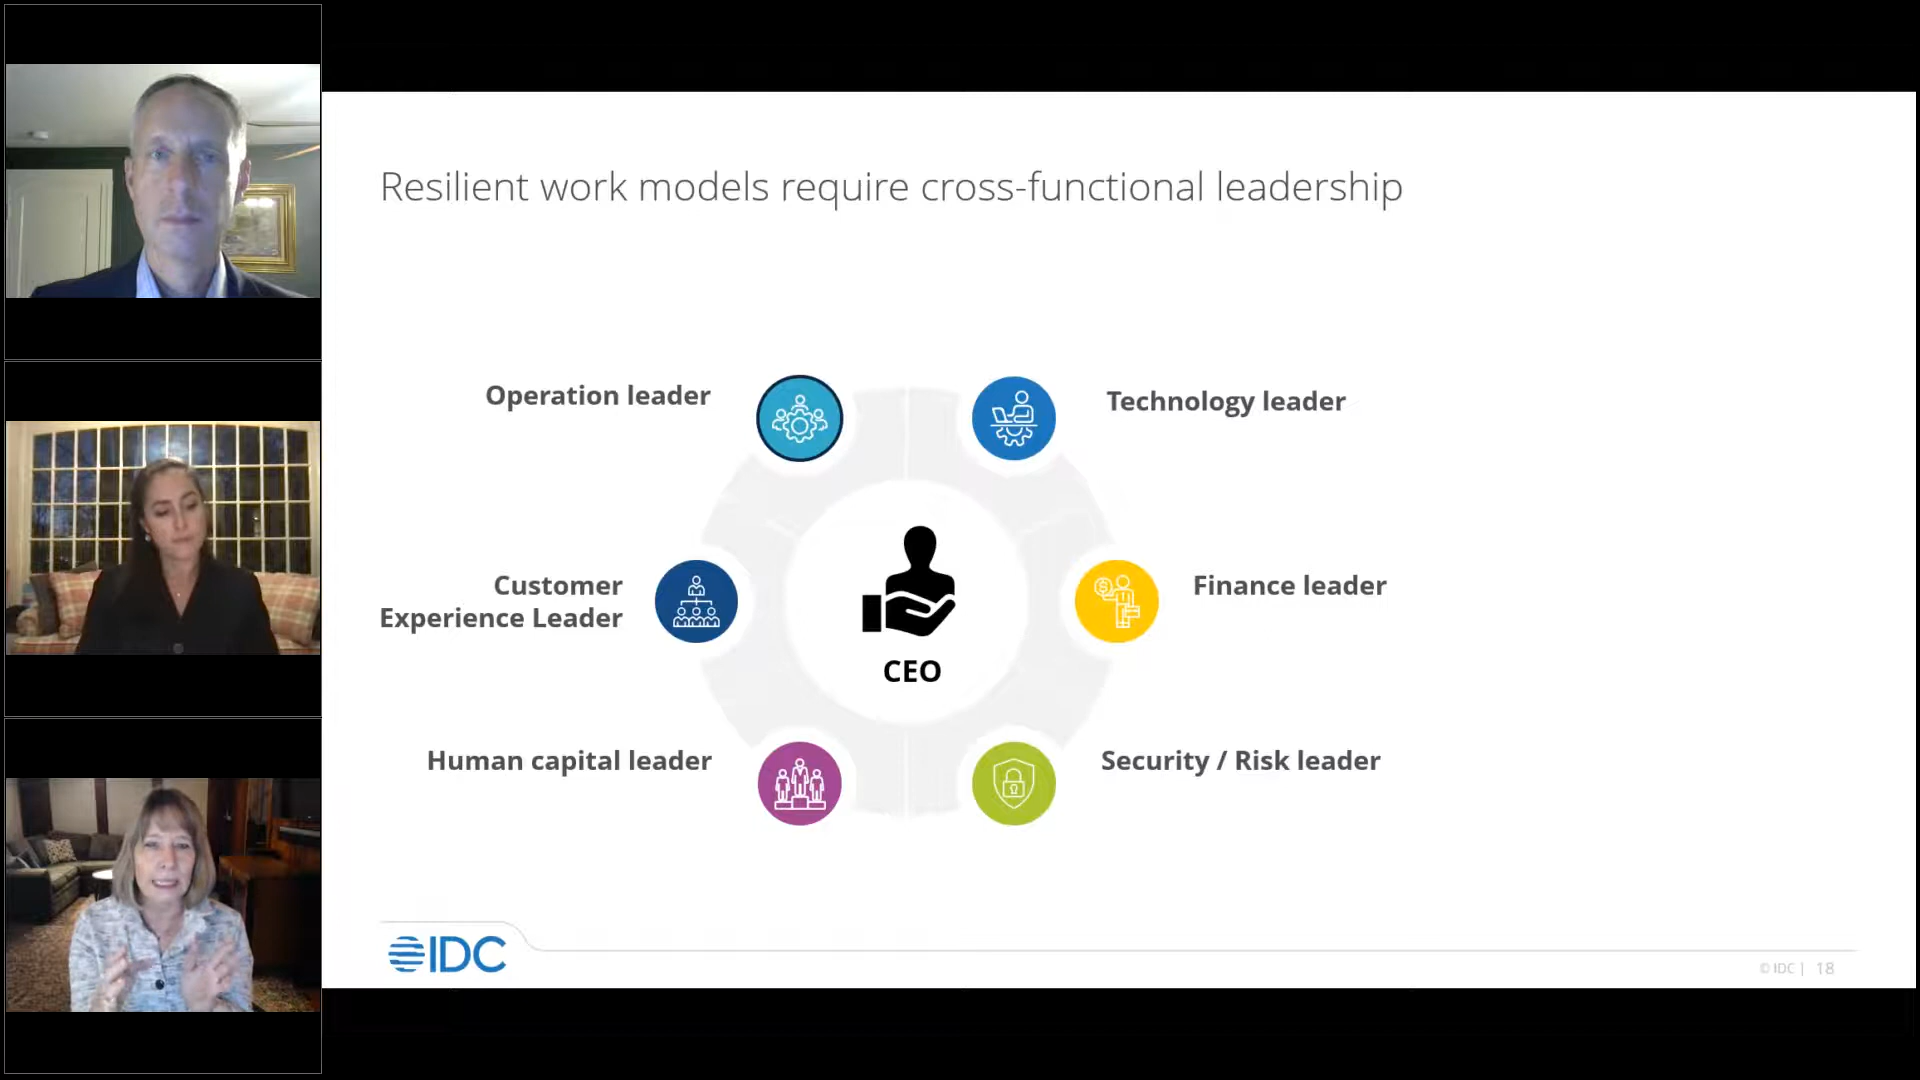 Resilient work models require cross-functional leadership
Operation leader
Technology leader
Customer
Experience Leader
Finance leader
CEO
Human capital leader
Security / Risk leader
IDC
© IDC | 18